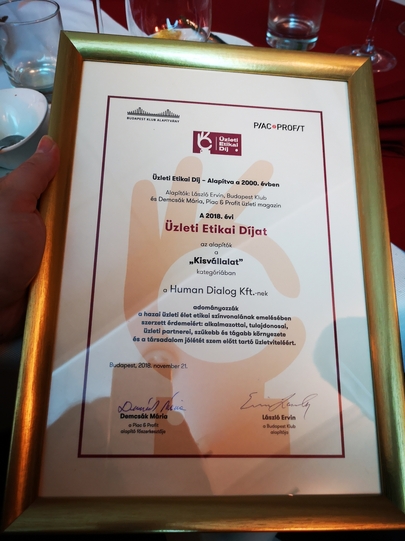 BUDAPEST KLUB ALAPÍTVÁNY
PIAC&PROFIT
Üzleti
Etikai
Díj
Üzleti Etikai Díj – Alapítva a 2000. évben
Alapítók: László Ervin, Budapest Klub
és Demcsák Mária, Piac & Profit üzleti magazin
A 2018. évi
Üzleti Etikai Díjat
az alapítók
a
„Kisvállalat”
kategóriában
a Human Dialog Kft.-nek
adományozzák
a hazai üzleti élet etikai színvonalának emelésében
szerzett érdemeiért: alkalmazottai, tulajdonosai,
üzleti partnerei, szűkebb és tágabb környezete
és a társadalom jólétét szem előtt tartó üzletviteléért.
Budapest, 2018. november 21.
Demcsák Mária
a Piac & Profit
alapító főszerkesztője
László Ervin
a Budapest Klub
alapítója